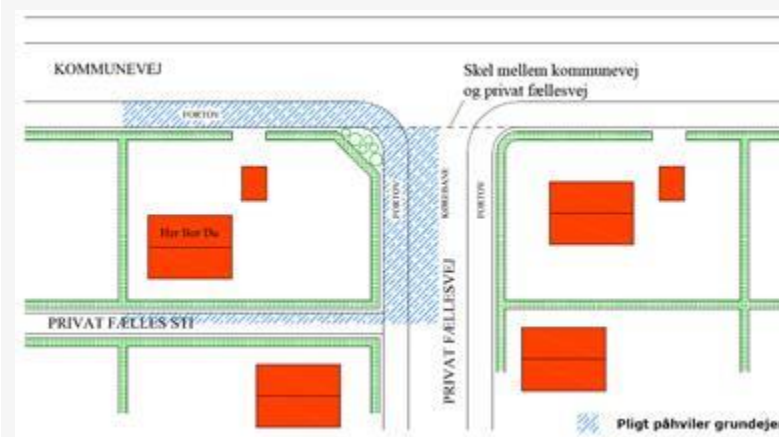 KOMMUNEVEJ
Skel mellem kommunevej
og privat fællesvej
FORTOV
FORTOV
KØREBANE
FORTOV
Her Bor Du
PRIVAT FÆLLES STI
PRIVAT FÆLLESVEJ
Pligt påhviler grundeje